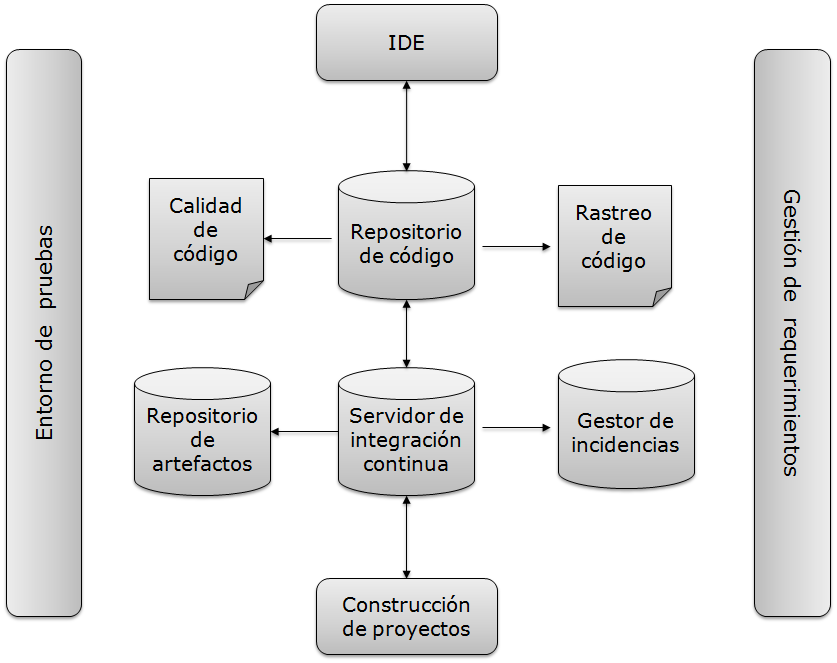 IDE
Calidad
de
código
Repositorio
de código
Rastreo
de
código
Entorno de pruebas
Gestión de requerimientos
Repositorio
de
artefactos
Servidor de
integración
continua
Gestor de
incidencias
Construcción
de proyectos